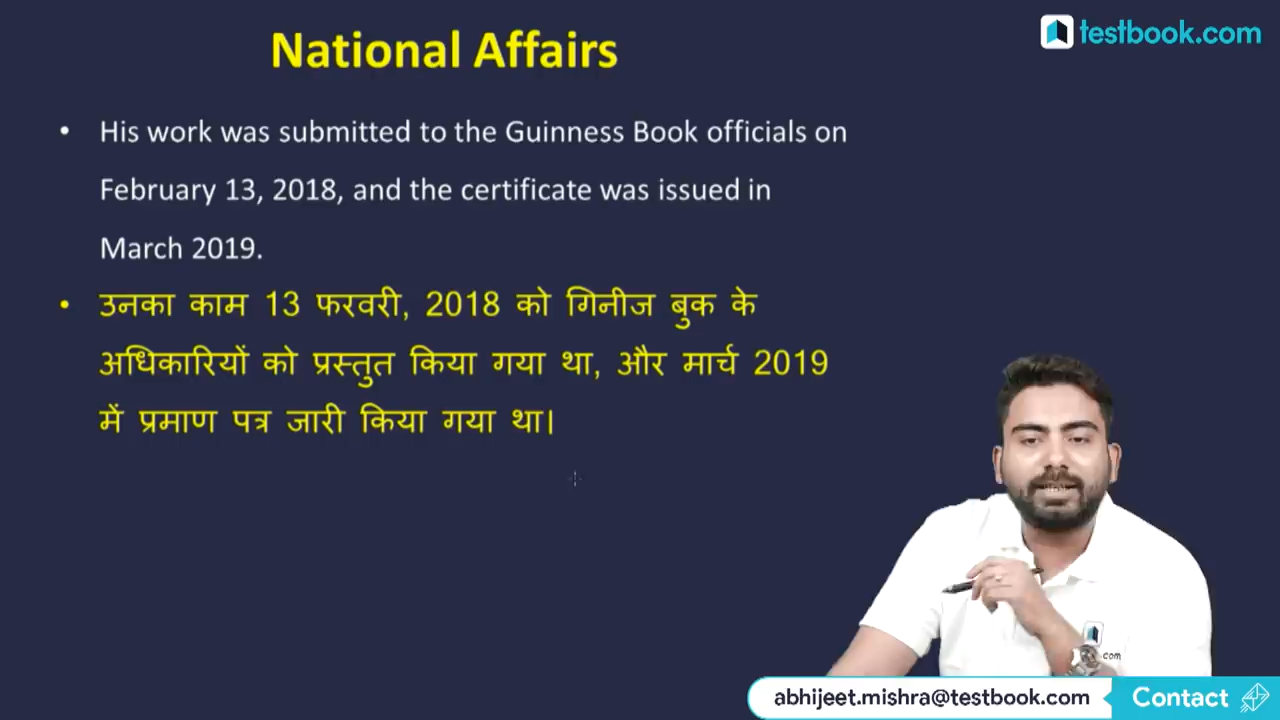 National Affairs
testbook.com
• His work was submitted to the Guinness Book officials on
February 13, 2018, and the certificate was issued in
March 2019.
• उनका काम 13 फरवरी, 2018 को गिनीज बुक के
अधिकारियों को प्रस्तुत किया गया था, और मार्च 2019
में प्रमाण पत्र जारी किया गया था।
.com
abhijeet.mishra@testbook.com
Contact